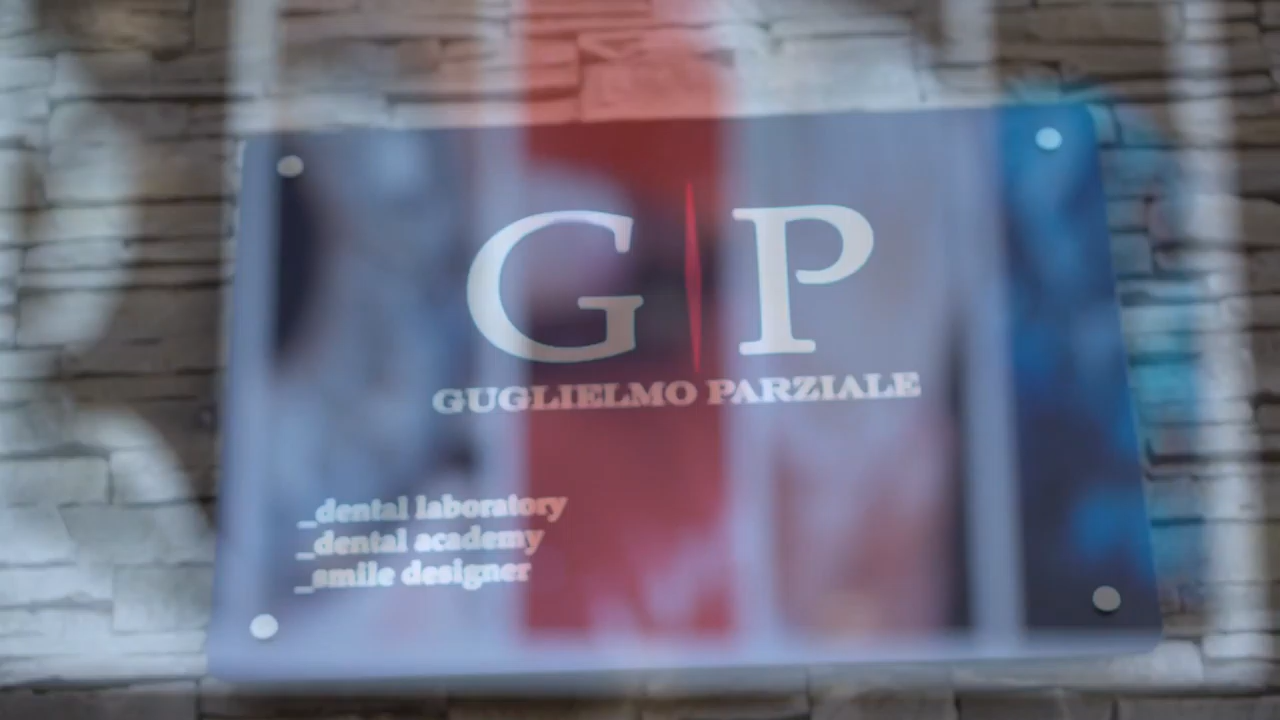 G P
GUGLIELMO PARZIALE
_dental laboratory
_dental academy
_smile designer